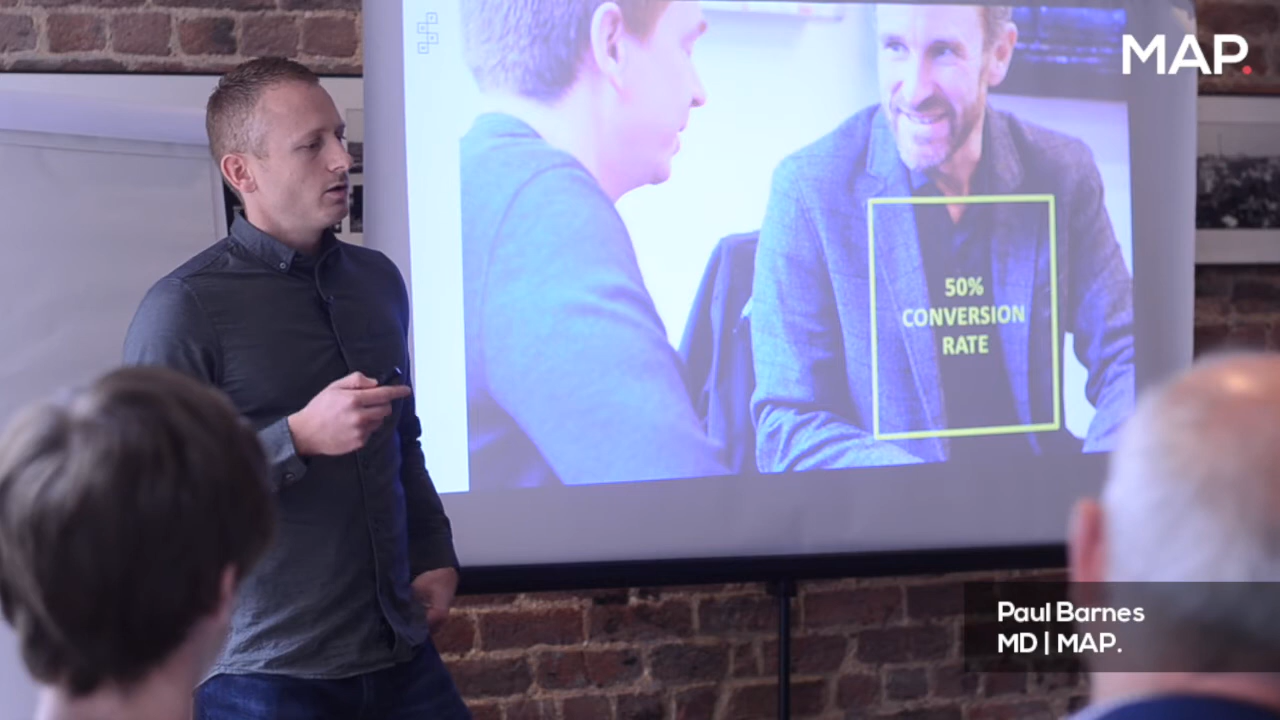 MAP.
50%
CONVERSION
RATE
Paul Barnes
MD | MAP.